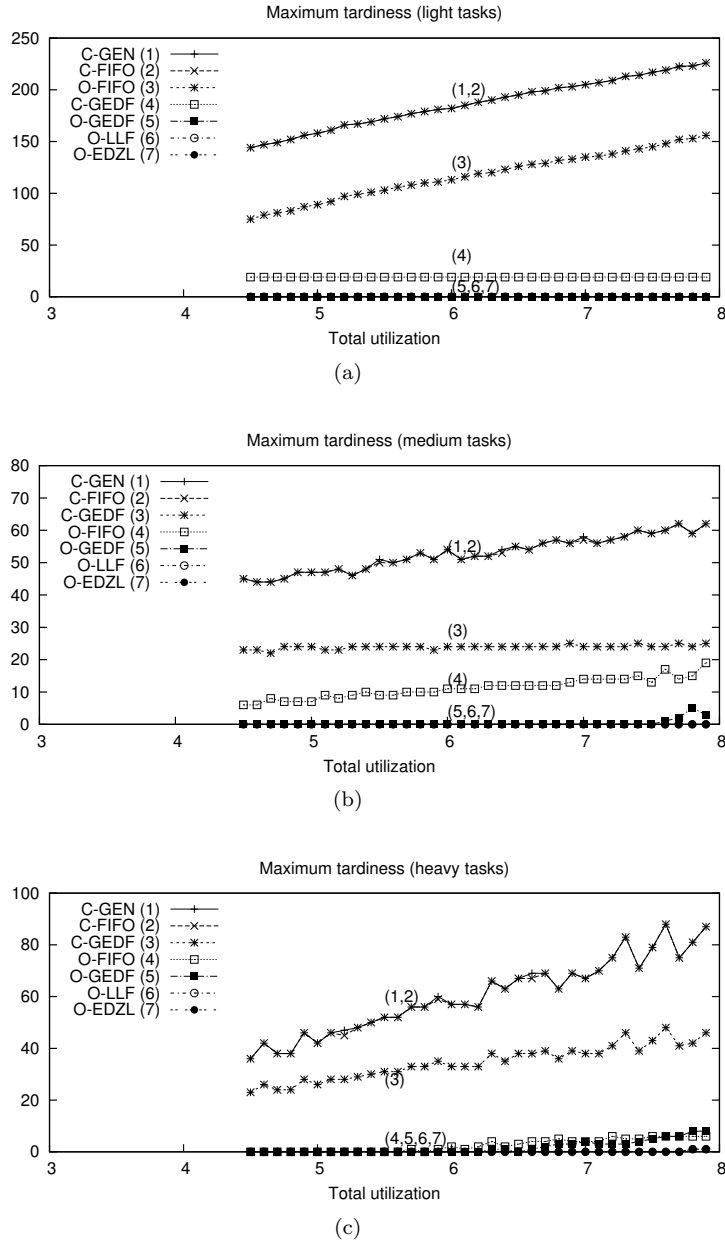 Maximum tardiness (light tasks)
250
200
150
100
50
0
C-GEN (1)
C-FIFO (2)
O-FIFO (3)
C-GEDF (4)
O-GEDF (5)
O-LLF (6)
O-EDZL (7)
(1,2)
(3)
(4)
(5,6,7)
3 4 5 6 7 8
Total utilization
(a)
Maximum tardiness (medium tasks)
80
70
60
50
40
30
20
10
0
C-GEN (1)
C-FIFO (2)
C-GEDF (3)
O-FIFO (4)
O-GEDF (5)
O-LLF (6)
O-EDZL (7)
(1,2)
(3)
(4)
(5,6,7)
3 4 5 6 7 8
Total utilization
(b)
Maximum tardiness (heavy tasks)
100
80
60
40
20
0
C-GEN (1)
C-FIFO (2)
C-GEDF (3)
O-FIFO (4)
O-GEDF (5)
O-LLF (6)
O-EDZL (7)
(1,2)
(3)
(4,5,6,7)
3 4 5 6 7 8
Total utilization
(c)